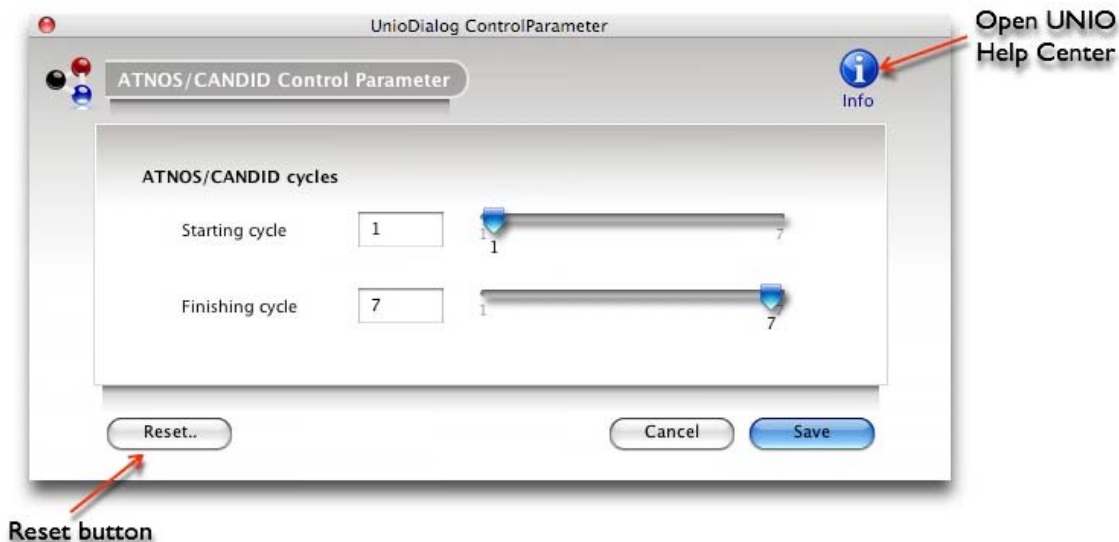 UnioDialog ControlParameter
Open UNIO
Help Center
ATNOS/CANDID Control Parameter
Info
ATNOS/CANDID cycles
Starting cycle 1 1 7
1
Finishing cycle 7 1 7
7
Reset.. Cancel Save
Reset button